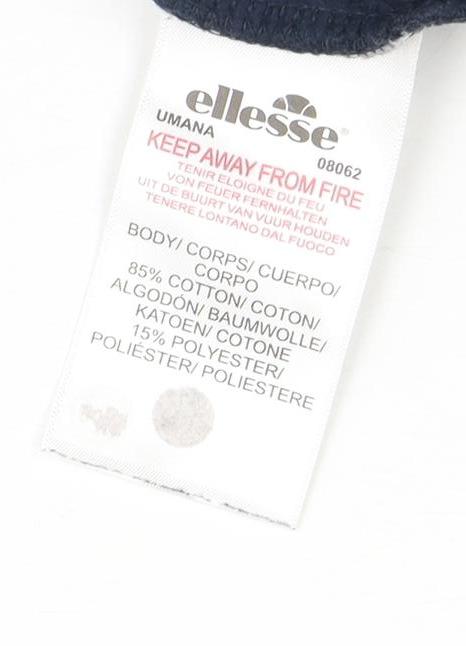 ellesse®
UMANA 08062
KEEP AWAY FROM FIRE
TENIR ELOIGNE DU FEU
VON FEUER FERNHALTEN
UIT DE BUURT VAN VUUR HOUDEN
TENERE LONTANO DAL FUOCO
BODY/ CORPS/ CUERPO/
CORPO
85% COTTON/ COTON/
ALGODÓN/ BAUMWOLLE/
KATOEN/ COTONE
15% POLYESTER/
POLIÉSTER/ POLIESTERE